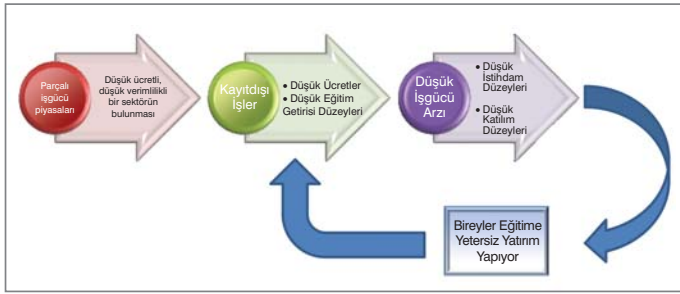 Parçalı
işgücü
piyasaları
Düşük ücretli,
düşük verimlilikli
bir sektörün
bulunması
Kayıtdışı
İşler
• Düşük Ücretler
• Düşük Eğitim
Getirisi Düzeyleri
Düşük
İşgücü
Arzı
• Düşük
İstihdam
Düzeyleri
• Düşük
Katılım
Düzeyleri
Bireyler Eğitime
Yetersiz Yatırım
Yapıyor